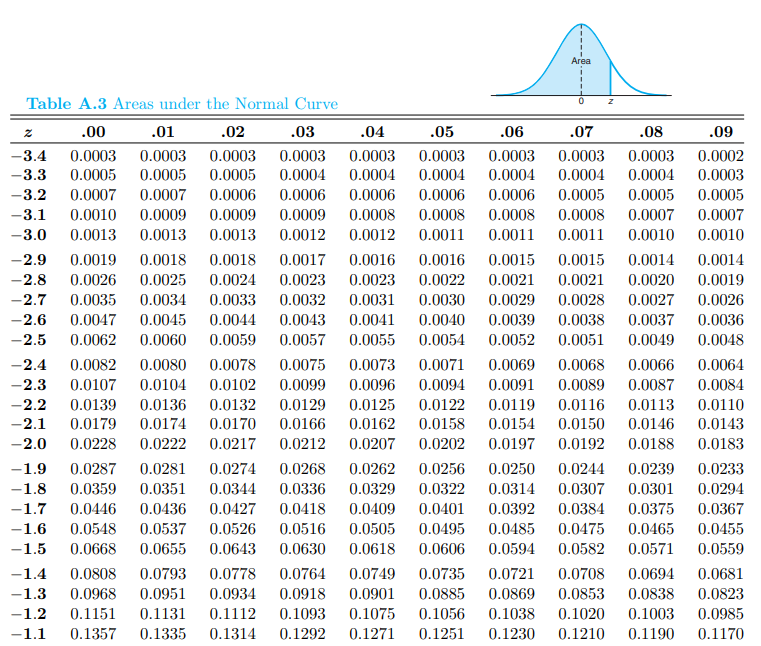 Area
0 z
Table A.3 Areas under the Normal Curve
z .00 .01 .02 .03 .04 .05 .06 .07 .08 .09
−3.4 0.0003 0.0003 0.0003 0.0003 0.0003 0.0003 0.0003 0.0003 0.0003 0.0002
−3.3 0.0005 0.0005 0.0005 0.0004 0.0004 0.0004 0.0004 0.0004 0.0004 0.0003
−3.2 0.0007 0.0007 0.0006 0.0006 0.0006 0.0006 0.0006 0.0005 0.0005 0.0005
−3.1 0.0010 0.0009 0.0009 0.0009 0.0008 0.0008 0.0008 0.0008 0.0007 0.0007
−3.0 0.0013 0.0013 0.0013 0.0012 0.0012 0.0011 0.0011 0.0011 0.0010 0.0010
−2.9 0.0019 0.0018 0.0018 0.0017 0.0016 0.0016 0.0015 0.0015 0.0014 0.0014
−2.8 0.0026 0.0025 0.0024 0.0023 0.0023 0.0022 0.0021 0.0021 0.0020 0.0019
−2.7 0.0035 0.0034 0.0033 0.0032 0.0031 0.0030 0.0029 0.0028 0.0027 0.0026
−2.6 0.0047 0.0045 0.0044 0.0043 0.0041 0.0040 0.0039 0.0038 0.0037 0.0036
−2.5 0.0062 0.0060 0.0059 0.0057 0.0055 0.0054 0.0052 0.0051 0.0049 0.0048
−2.4 0.0082 0.0080 0.0078 0.0075 0.0073 0.0071 0.0069 0.0068 0.0066 0.0064
−2.3 0.0107 0.0104 0.0102 0.0099 0.0096 0.0094 0.0091 0.0089 0.0087 0.0084
−2.2 0.0139 0.0136 0.0132 0.0129 0.0125 0.0122 0.0119 0.0116 0.0113 0.0110
−2.1 0.0179 0.0174 0.0170 0.0166 0.0162 0.0158 0.0154 0.0150 0.0146 0.0143
−2.0 0.0228 0.0222 0.0217 0.0212 0.0207 0.0202 0.0197 0.0192 0.0188 0.0183
−1.9 0.0287 0.0281 0.0274 0.0268 0.0262 0.0256 0.0250 0.0244 0.0239 0.0233
−1.8 0.0359 0.0351 0.0344 0.0336 0.0329 0.0322 0.0314 0.0307 0.0301 0.0294
−1.7 0.0446 0.0436 0.0427 0.0418 0.0409 0.0401 0.0392 0.0384 0.0375 0.0367
−1.6 0.0548 0.0537 0.0526 0.0516 0.0505 0.0495 0.0485 0.0475 0.0465 0.0455
−1.5 0.0668 0.0655 0.0643 0.0630 0.0618 0.0606 0.0594 0.0582 0.0571 0.0559
−1.4 0.0808 0.0793 0.0778 0.0764 0.0749 0.0735 0.0721 0.0708 0.0694 0.0681
−1.3 0.0968 0.0951 0.0934 0.0918 0.0901 0.0885 0.0869 0.0853 0.0838 0.0823
−1.2 0.1151 0.1131 0.1112 0.1093 0.1075 0.1056 0.1038 0.1020 0.1003 0.0985
−1.1 0.1357 0.1335 0.1314 0.1292 0.1271 0.1251 0.1230 0.1210 0.1190 0.1170